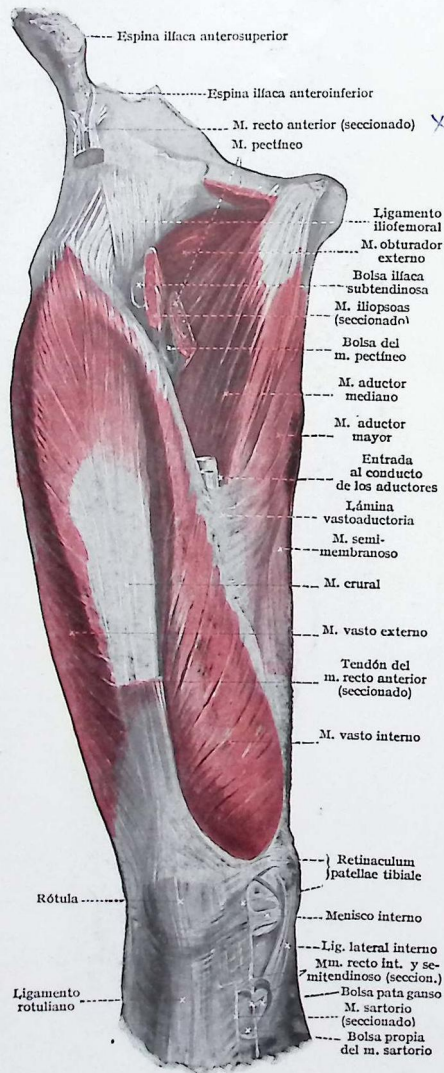 Espina ilíaca anterosuperior
Espina ilíaca anteroinferior
M. recto anterior (seccionado)
M. pectíneo
Ligamento
iliofemoral
M. obturador
externo
Bolsa ilíaca
subtendinosa
M. iliopsoas
(seccionado)
Bolsa del
m. pectíneo
M. aductor
mediano
M. aductor
mayor
Entrada
al conducto
de los aductores
Lámina
vastoaductoria
M. semi-
membranoso
M. crural
M. vasto externo
Tendón del
m. recto anterior
(seccionado)
M. vasto interno
Retinaculum
patellae tibiale
Rótula
Menisco interno
Lig. lateral interno
Mm. recto int. y se-
mitendinoso (seccion.)
Bolsa pata ganso
Ligamento
rotuliano
M. sartorio
(seccionado)
Bolsa propia
del m. sartorio